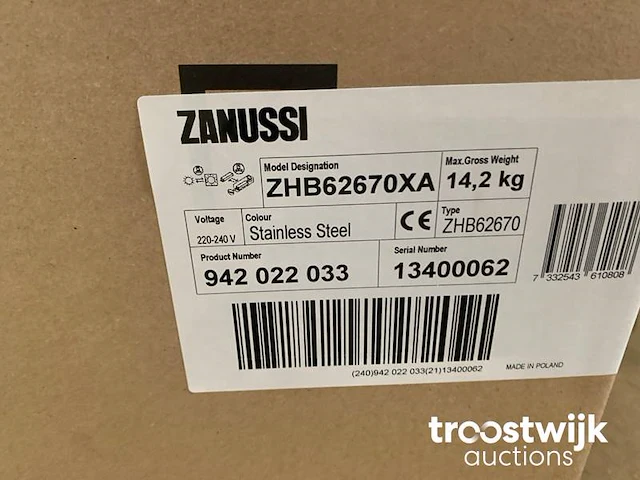 ZANUSSI
Model Designation
ZHB62670XA
Max.Gross Weight
14,2 kg
Voltage
220-240 V
Colour
Stainless Steel
CE
Type
ZHB62670
Product Number
942 022 033
Serial Number
13400062
7 332543 610808
(240)942 022 033(21)13400062
MADE IN POLAND
troostwijk
auctions